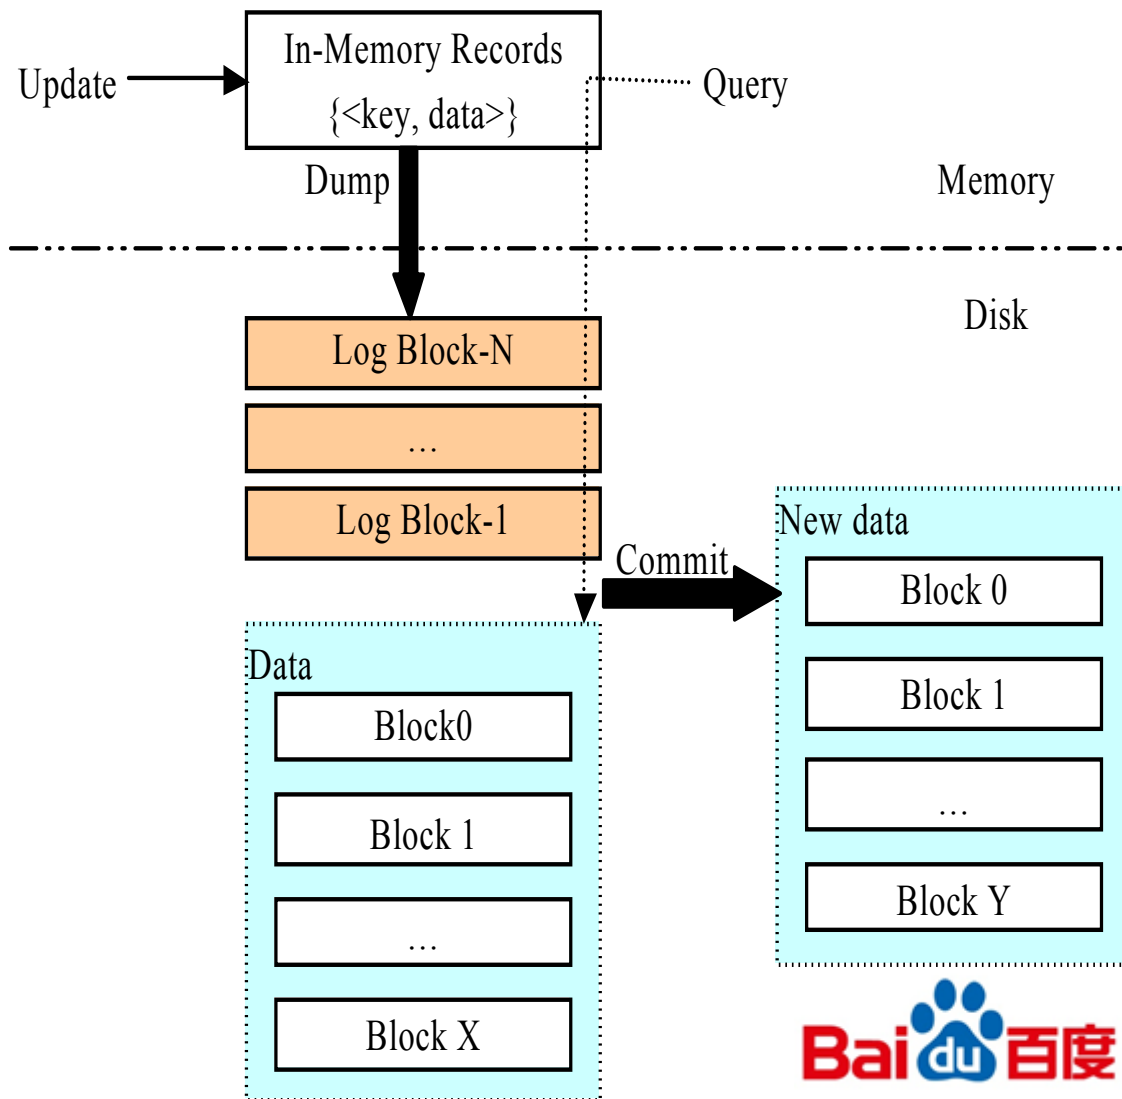 In-Memory Records
{<key, data>}
Update
Query
Dump
Memory
Disk
Log Block-N
...
Log Block-1
Commit
New data
Block 0
Block 1
...
Block Y
Data
Block0
Block 1
...
Block X
Bai du 百度